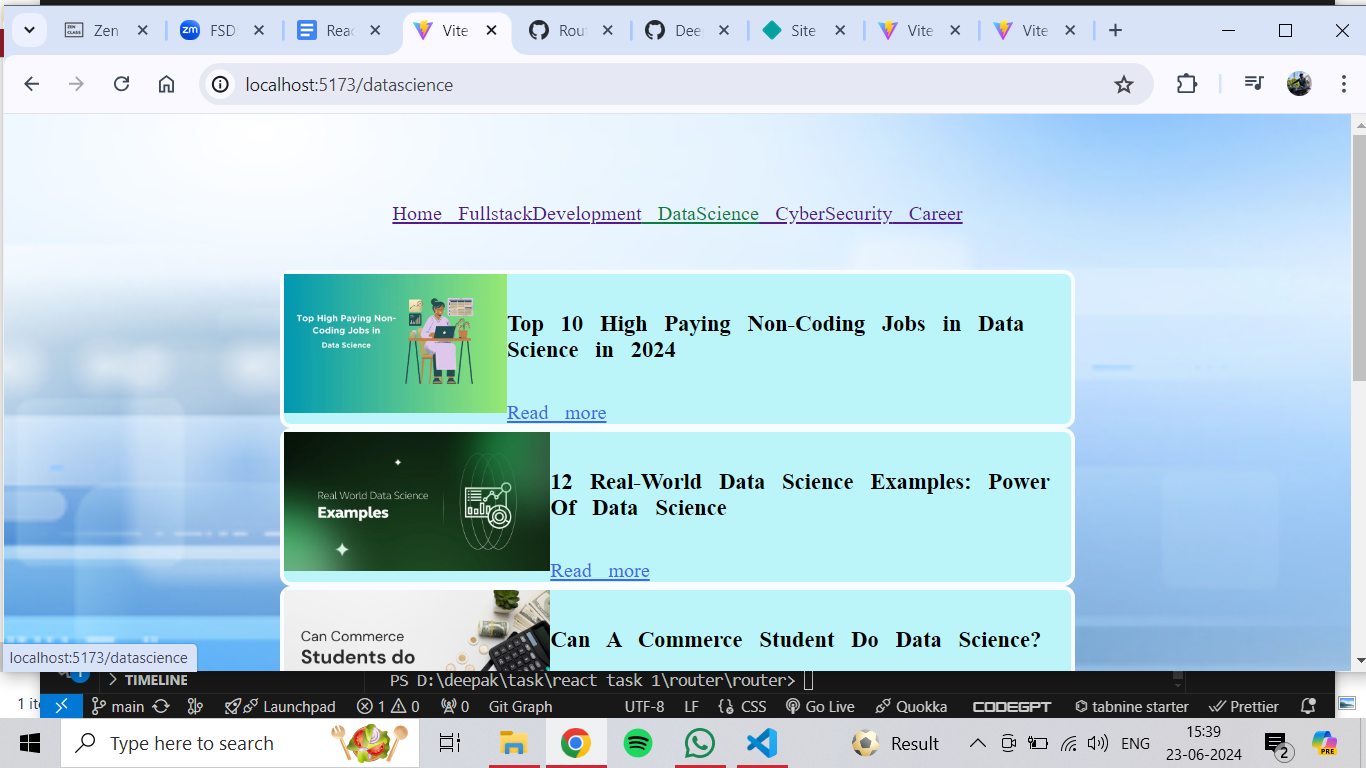 Zen
zm
FSD
Reac
Vite
Rou
Dee
Site
Vite
Vite
localhost:5173/datascience
Home FullstackDevelopment DataScience CyberSecurity Career
Top High Paying Non-
Coding Jobs in
Data Science
Top 10 High Paying Non-Coding Jobs in Data
Science in 2024
Read more
Real World Data Science
Examples
12 Real-World Data Science Examples: Power
Of Data Science
Read more
Can Commerce
Students do
Can A Commerce Student Do Data Science?
localhost:5173/datascience
1
TIMELINE
PS D:\deepak\task\react task 1\router\router>
1 it
main
Launchpad
1
0
0
Git Graph
UTF-8
LF
CSS
Go Live
Quokka
CODEGPT
tabnine starter
Prettier
Type here to search
Result
ENG
15:39
23-06-2024
2
PRE